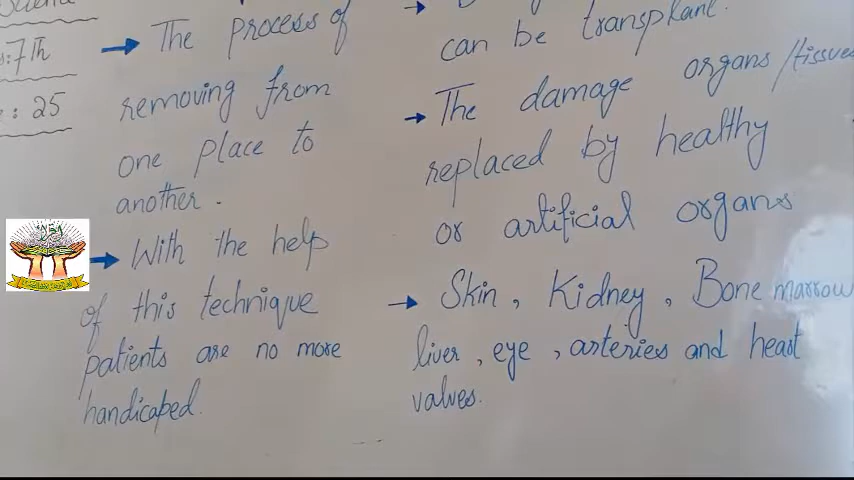 Science
s:7Th
e: 25
→ The process of
removing from
one place to
another.
→ With the help
of this technique
patients are no more
handicaped.
can be transplant.
→ The damage organs/tissues
replaced by healthy
or artificial organs
→ Skin, Kidney, Bone marrow
liver, eye, arteries and heart
valves.